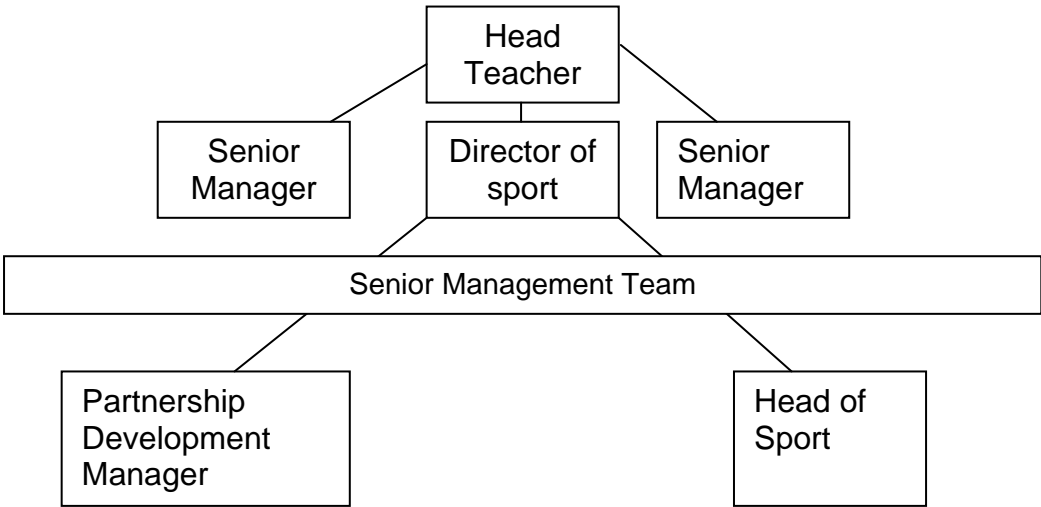 Head
Teacher
Senior
Manager
Director of
sport
Senior
Manager
Senior Management Team
Partnership
Development
Manager
Head of
Sport